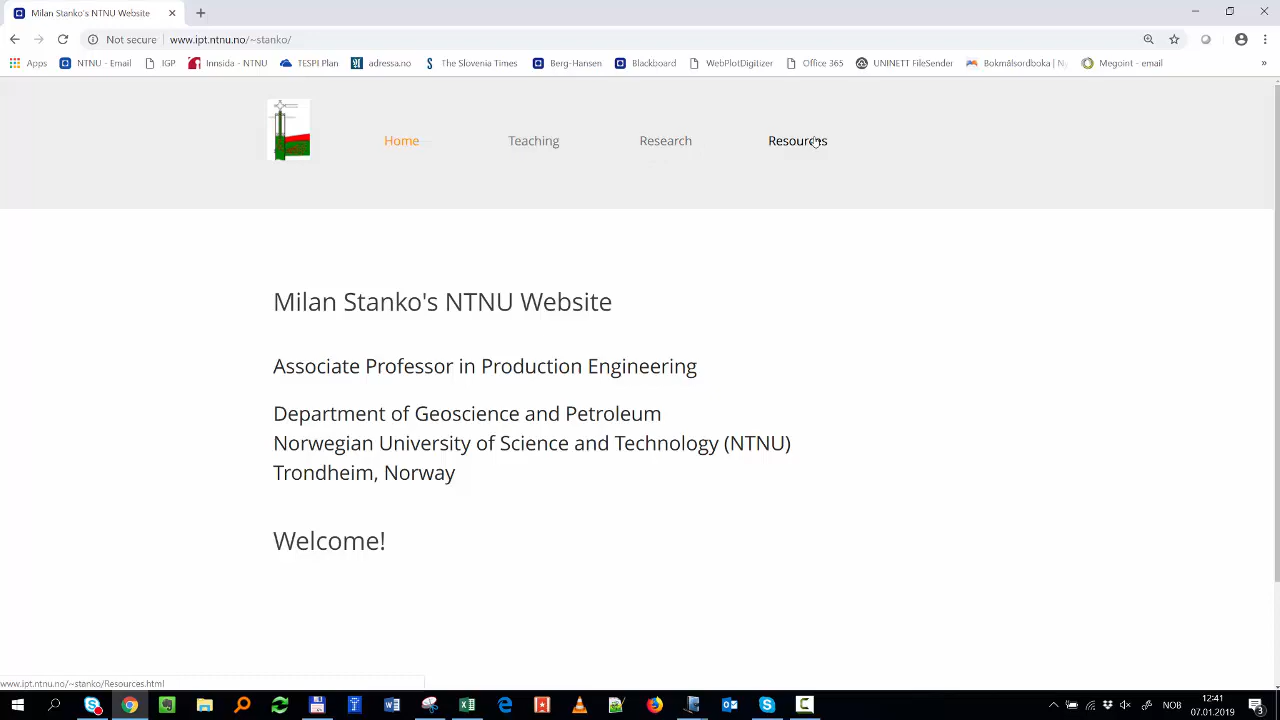 Milan Stanko's NTNU Website
Not secure
www.ipt.ntnu.no/~stanko/
Apps
NTNU - Email
IGP
Innsida - NTNU
TESPI Plan
adressa.no
The Slovenia Times
Berg-Hansen
Blackboard
WebPlotDigitizer
Office 365
UNINETT FileSender
Bokmålsordboka | Ny
Megoint - email
»
Home
Teaching
Research
Resources
Milan Stanko's NTNU Website
Associate Professor in Production Engineering
Department of Geoscience and Petroleum
Norwegian University of Science and Technology (NTNU)
Trondheim, Norway
Welcome!
www.ipt.ntnu.no/~stanko/Resources.html
NOB
12:41
07.01.2019